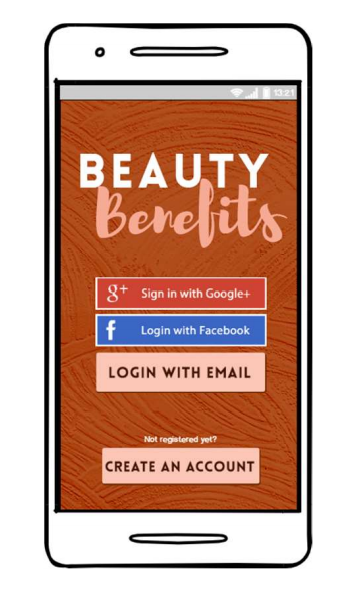 13:21
BEAUTY
Benefits
g+ Sign in with Google+
f Login with Facebook
LOGIN WITH EMAIL
Not registered yet?
CREATE AN ACCOUNT